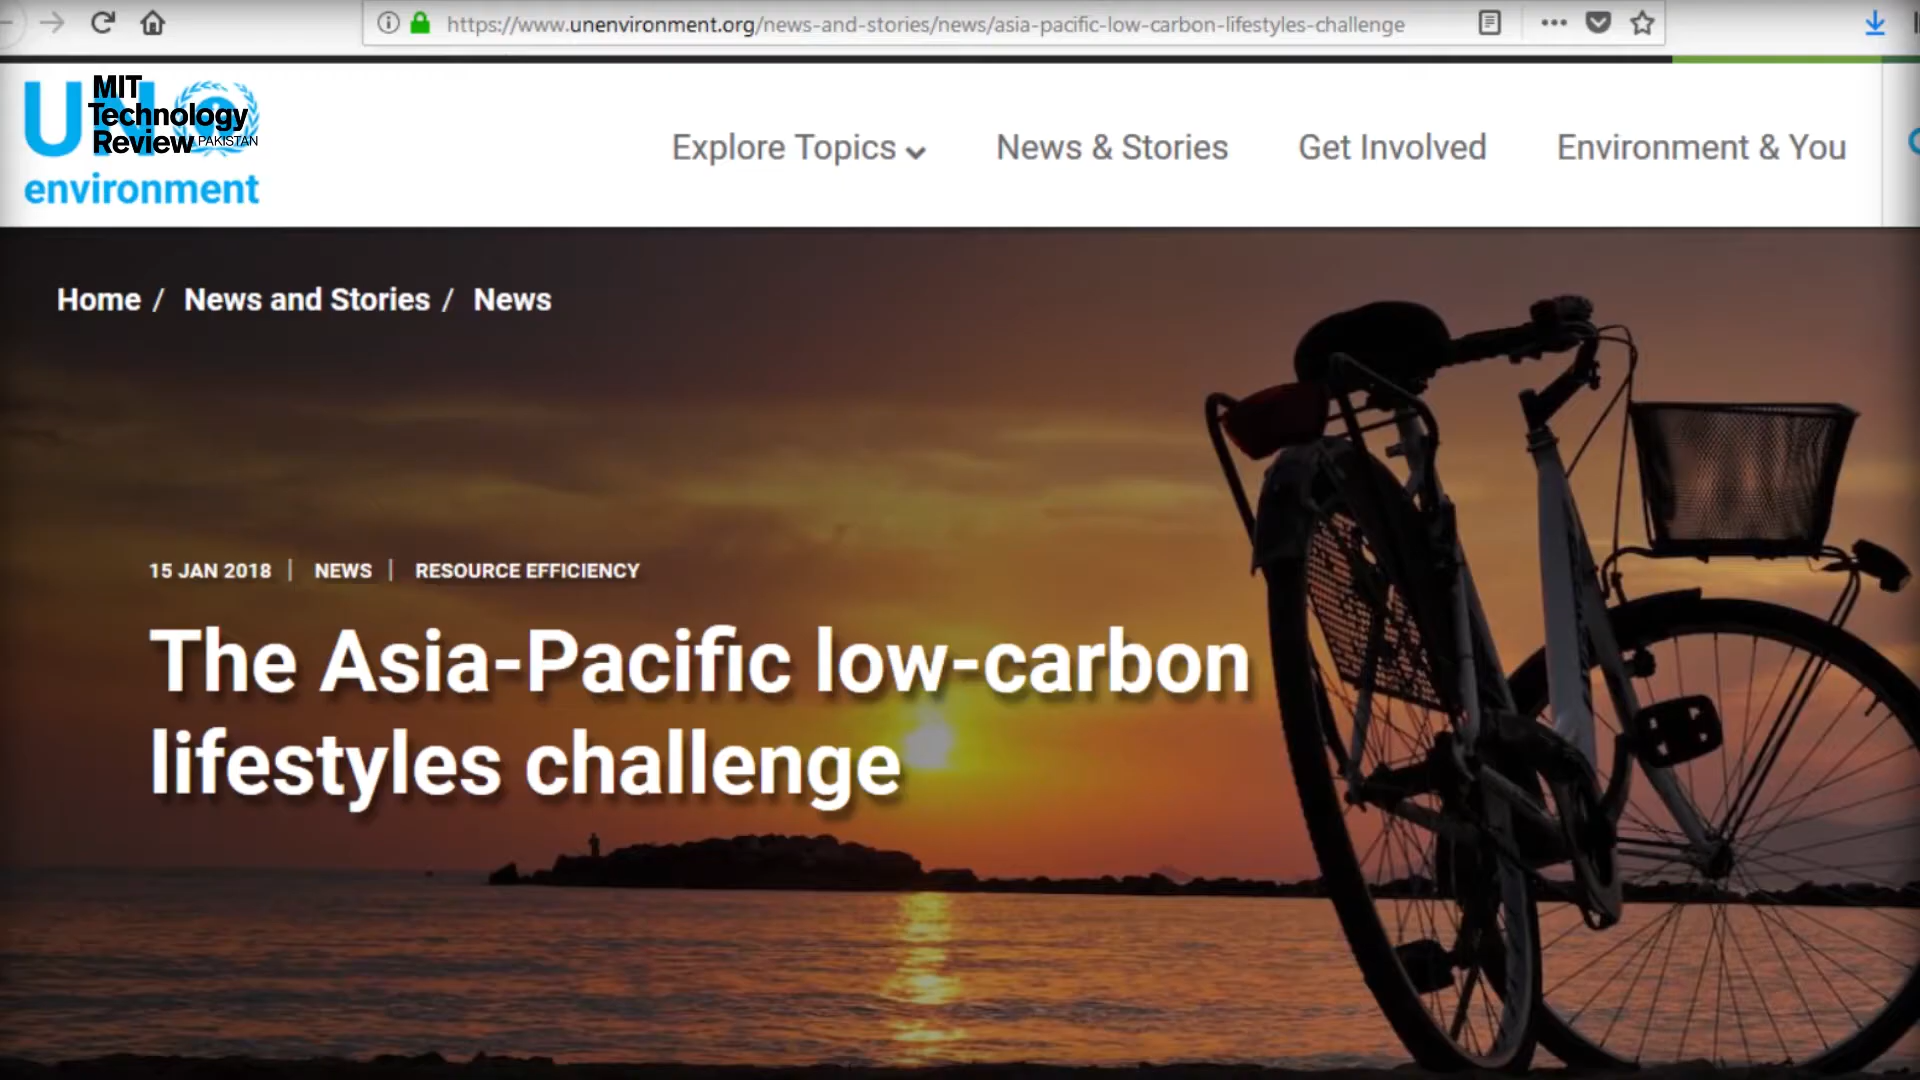 https://www.unenvironment.org/news-and-stories/news/asia-pacific-low-carbon-lifestyles-challenge
UN
environment
MIT
Technology
Review PAKISTAN
Explore Topics
News & Stories
Get Involved
Environment & You
Home / News and Stories / News
15 JAN 2018 | NEWS | RESOURCE EFFICIENCY
The Asia-Pacific low-carbon
lifestyles challenge